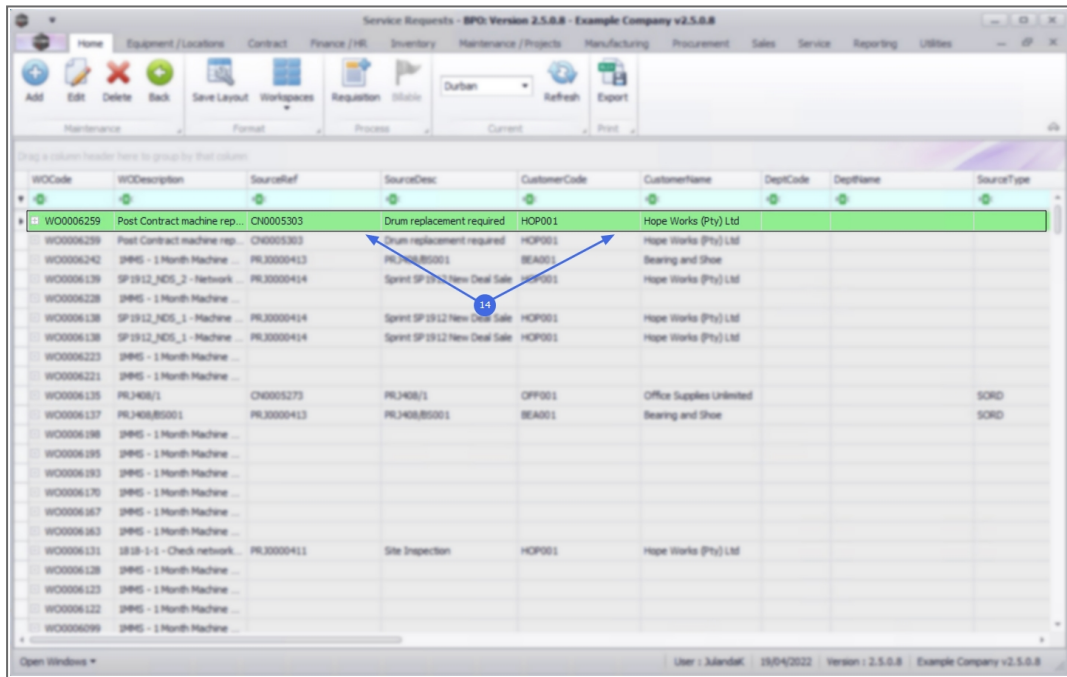 Service Requests - BPO: Version 2.5.0.8 - Example Company v2.5.0.8
Home Equipment / Locations Contract Finance / HR Inventory Maintenance / Projects Manufacturing Procurement Sales Service Reporting Utilities
Add Edit Delete Back Save Layout Workspaces Requisition Billable Durban Refresh Export
Maintenance Format Process Current Print
Drag a column header here to group by that column
WOCode WODescription SourceRef SourceDesc CustomerCode CustomerName DeptCode DeptName SourceType
WO0006259 Post Contract machine rep... CN0005303 Drum replacement required HOP001 Hope Works (Pty) Ltd
WO0006259 Post Contract machine rep... CN0005303 Drum replacement required HOP001 Hope Works (Pty) Ltd
WO0006242 1MMS - 1 Month Machine ... PRJ0000413 PRJ408/BS001 BEA001 Bearing and Shoe
WO0006139 SP1912_NDS_2 - Network ... PRJ0000414 Sprint SP1912 New Deal Sale HOP001 Hope Works (Pty) Ltd
WO0006228 1MMS - 1 Month Machine ...
14
WO0006138 SP1912_NDS_1 - Machine ... PRJ0000414 Sprint SP1912 New Deal Sale HOP001 Hope Works (Pty) Ltd
WO0006138 SP1912_NDS_1 - Machine ... PRJ0000414 Sprint SP1912 New Deal Sale HOP001 Hope Works (Pty) Ltd
WO0006223 1MMS - 1 Month Machine ...
WO0006221 1MMS - 1 Month Machine ...
WO0006135 PRJ408/1 CN0005273 PRJ408/1 OFF001 Office Supplies Unlimited SORD
WO0006137 PRJ408/BS001 PRJ0000413 PRJ408/BS001 BEA001 Bearing and Shoe SORD
WO0006198 1MMS - 1 Month Machine ...
WO0006195 1MMS - 1 Month Machine ...
WO0006193 1MMS - 1 Month Machine ...
WO0006170 1MMS - 1 Month Machine ...
WO0006167 1MMS - 1 Month Machine ...
WO0006163 1MMS - 1 Month Machine ...
WO0006131 1818-1-1 - Check network... PRJ0000411 Site Inspection HOP001 Hope Works (Pty) Ltd
WO0006128 1MMS - 1 Month Machine ...
WO0006123 1MMS - 1 Month Machine ...
WO0006122 1MMS - 1 Month Machine ...
WO0006099 1MMS - 1 Month Machine ...
Open Windows User : JulandaK 19/04/2022 Version : 2.5.0.8 Example Company v2.5.0.8